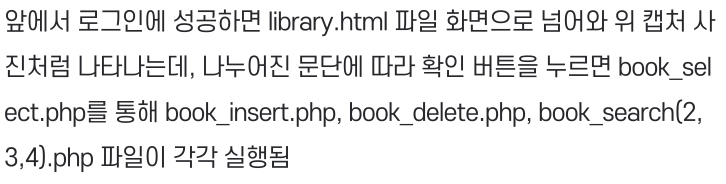 앞에서 로그인에 성공하면 library.html 파일 화면으로 넘어와 위 캡처 사
진처럼 나타나는데, 나누어진 문단에 따라 확인 버튼을 누르면 book_sel
ect.php를 통해 book_insert.php, book_delete.php, book_search(2,
3,4).php 파일이 각각 실행됨